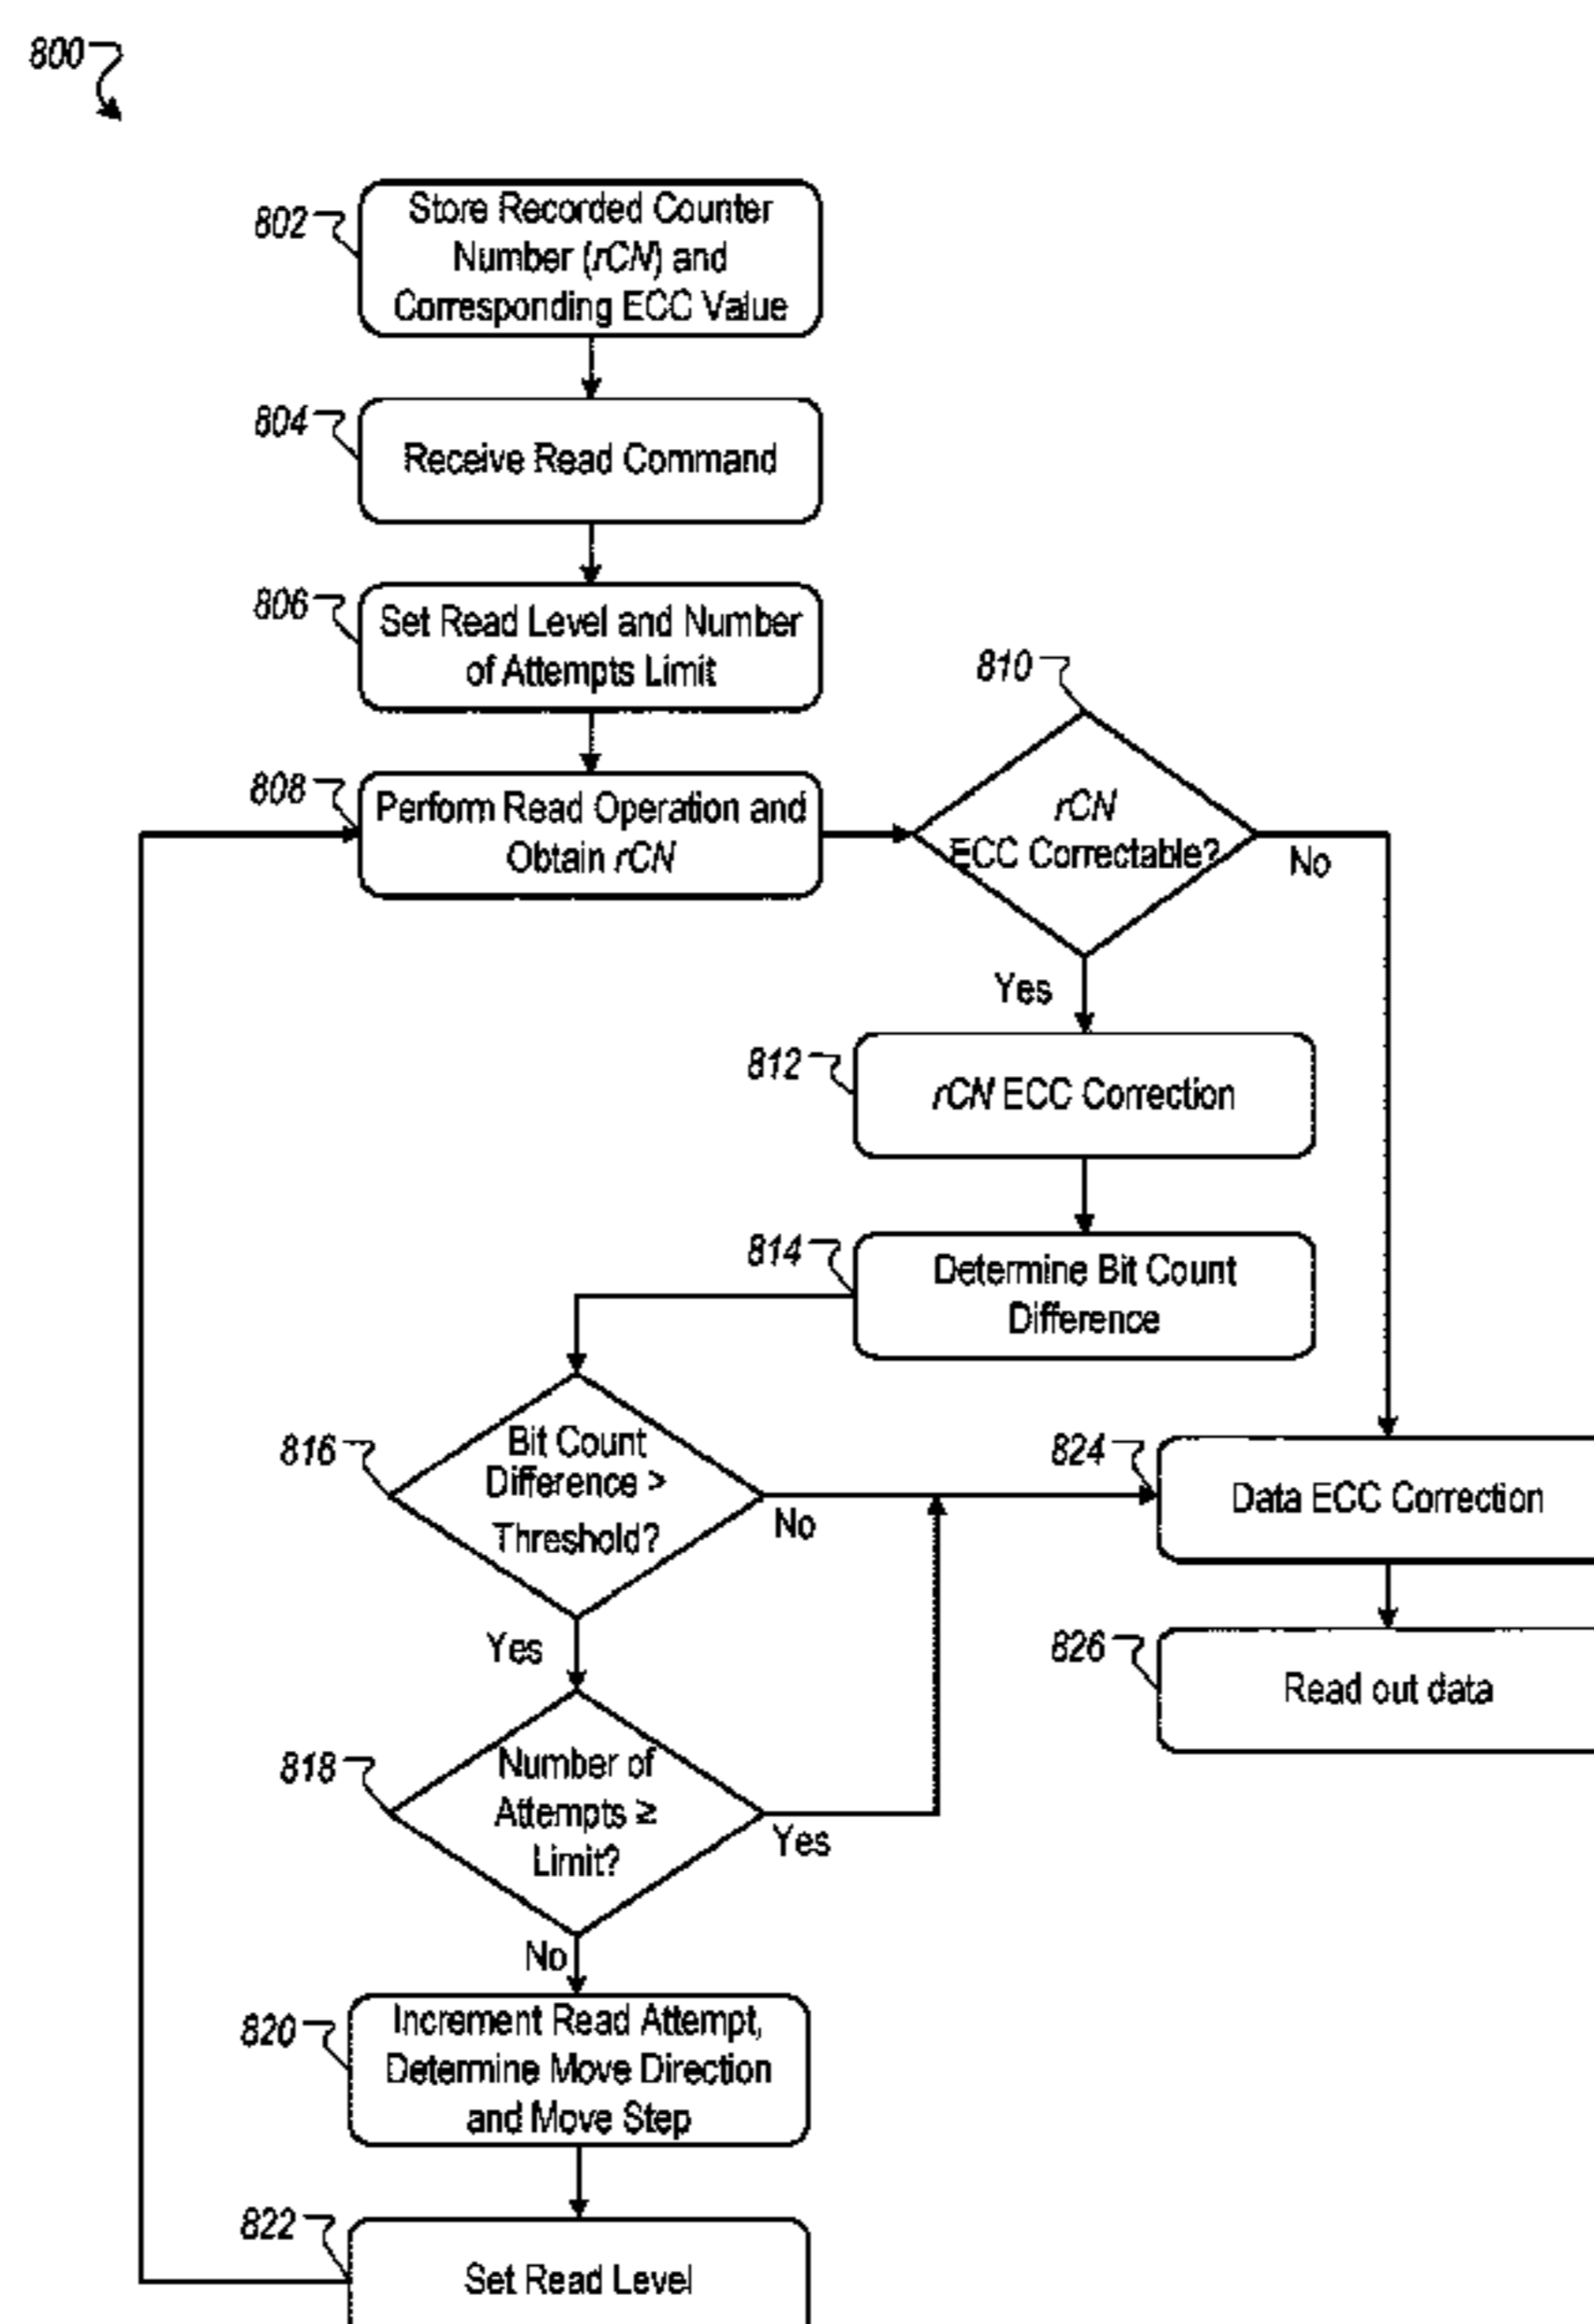 800
802
Store Recorded Counter
Number (rCN) and
Corresponding ECC Value
804
Receive Read Command
806
Set Read Level and Number
of Attempts Limit
808
Perform Read Operation and
Obtain rCN
810
rCN
ECC Correctable?
No
Yes
812
rCN ECC Correction
814
Determine Bit Count
Difference
816
Bit Count
Difference >
Threshold?
No
Yes
824
Data ECC Correction
826
Read out data
818
Number of
Attempts ≥
Limit?
Yes
No
820
Increment Read Attempt,
Determine Move Direction
and Move Step
822
Set Read Level